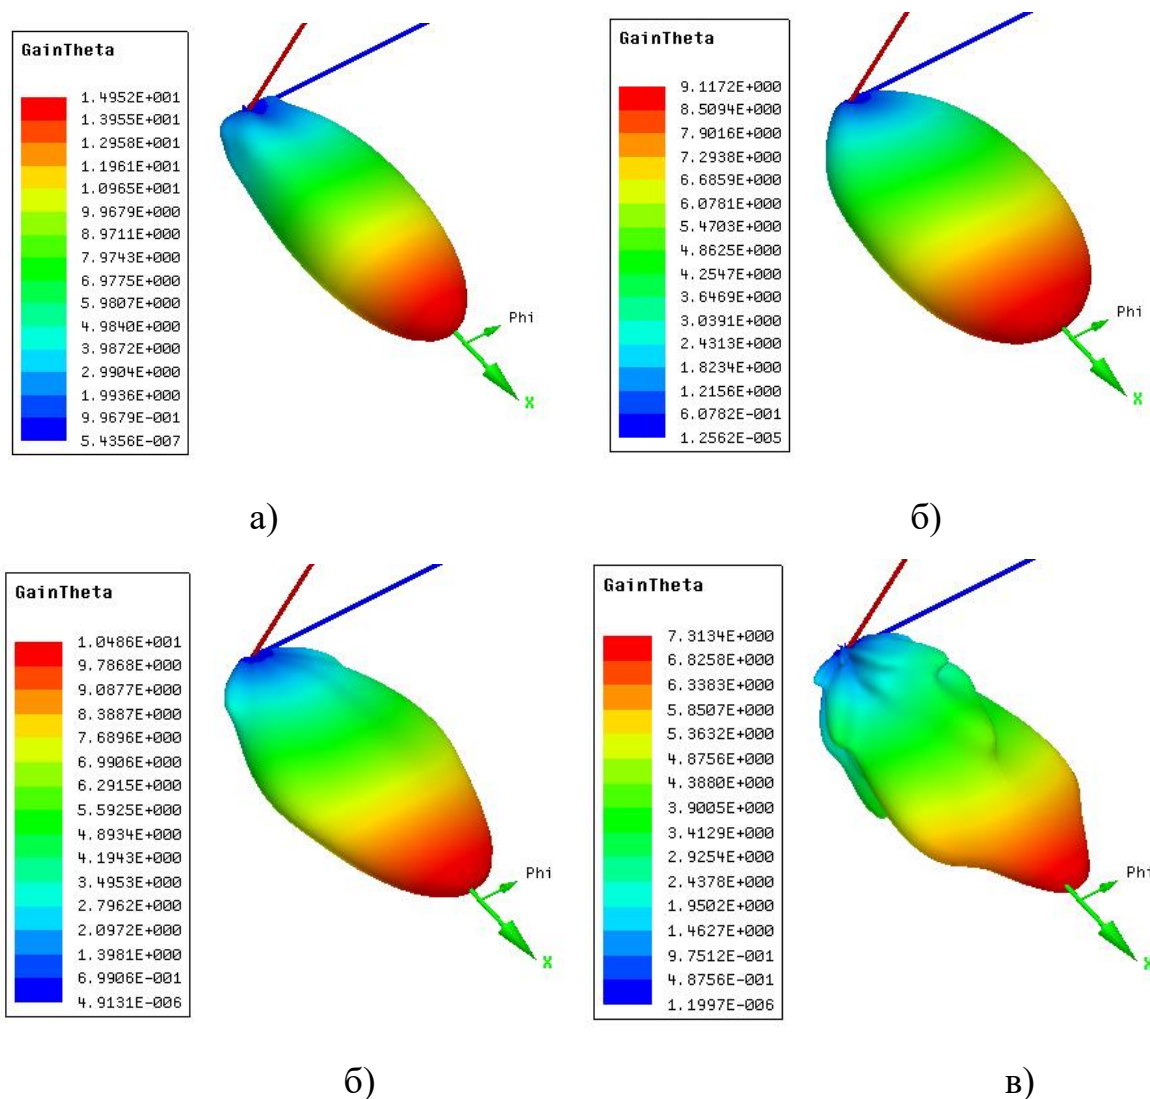 GainTheta
1.4952E+001
1.3955E+001
1.2958E+001
1.1961E+001
1.0965E+001
9.9679E+000
8.9711E+000
7.9743E+000
6.9775E+000
5.9807E+000
4.9840E+000
3.9872E+000
2.9904E+000
1.9936E+000
9.9679E-001
5.4356E-007
Phi
X
а)
GainTheta
9.1172E+000
8.5094E+000
7.9016E+000
7.2938E+000
6.6859E+000
6.0781E+000
5.4703E+000
4.8625E+000
4.2547E+000
3.6469E+000
3.0391E+000
2.4313E+000
1.8234E+000
1.2156E+000
6.0782E-001
1.2562E-005
Phi
X
б)
GainTheta
1.0486E+001
9.7868E+000
9.0877E+000
8.3887E+000
7.6896E+000
6.9906E+000
6.2915E+000
5.5925E+000
4.8934E+000
4.1943E+000
3.4953E+000
2.7962E+000
2.0972E+000
1.3981E+000
6.9906E-001
4.9131E-006
Phi
X
б)
GainTheta
7.3134E+000
6.8258E+000
6.3383E+000
5.8507E+000
5.3632E+000
4.8756E+000
4.3880E+000
3.9005E+000
3.4129E+000
2.9254E+000
2.4378E+000
1.9502E+000
1.4627E+000
9.7512E-001
4.8756E-001
1.1997E-006
Phi
X
в)